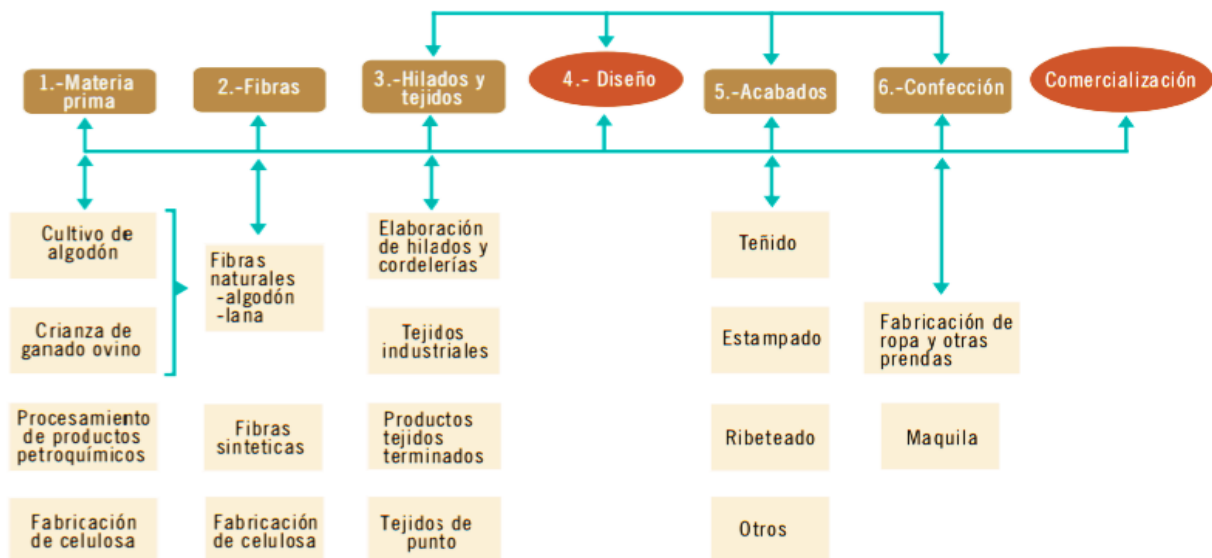 1.-Materia
prima
2.-Fibras
3.-Hilados y
tejidos
4.- Diseño
5.-Acabados
6.-Confección
Comercialización
Cultivo de
algodón
Crianza de
ganado ovino
Procesamiento
de productos
petroquímicos
Fabricación
de celulosa
Fibras
naturales
-algodón
-lana
Fibras
sinteticas
Fabricación
de celulosa
Elaboración
de hilados y
cordelerías
Tejidos
industriales
Productos
tejidos
terminados
Tejidos de
punto
Teñido
Estampado
Ribeteado
Otros
Fabricación de
ropa y otras
prendas
Maquila